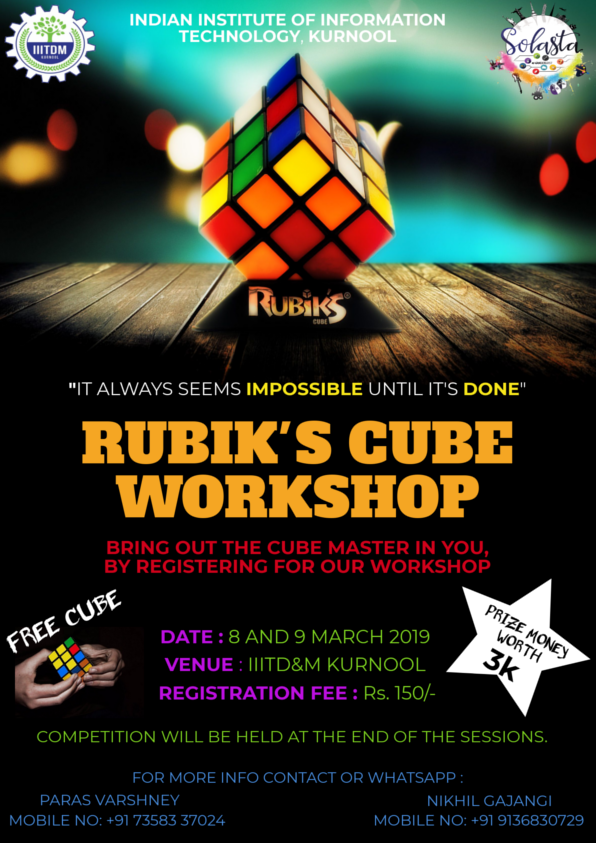 INDIAN INSTITUTE OF INFORMATION
TECHNOLOGY, KURNOOL
IIITDM
KURNOOL
Solasta
RUBIK'S®
CUBE
"IT ALWAYS SEEMS IMPOSSIBLE UNTIL IT'S DONE"
RUBIK'S CUBE
WORKSHOP
BRING OUT THE CUBE MASTER IN YOU,
BY REGISTERING FOR OUR WORKSHOP
FREE CUBE
PRIZE MONEY
WORTH
3K
DATE : 8 AND 9 MARCH 2019
VENUE : IIITD&M KURNOOL
REGISTRATION FEE : Rs. 150/-
COMPETITION WILL BE HELD AT THE END OF THE SESSIONS.
FOR MORE INFO CONTACT OR WHATSAPP :
PARAS VARSHNEY
MOBILE NO: +91 73583 37024
NIKHIL GAJANGI
MOBILE NO: +91 9136830729